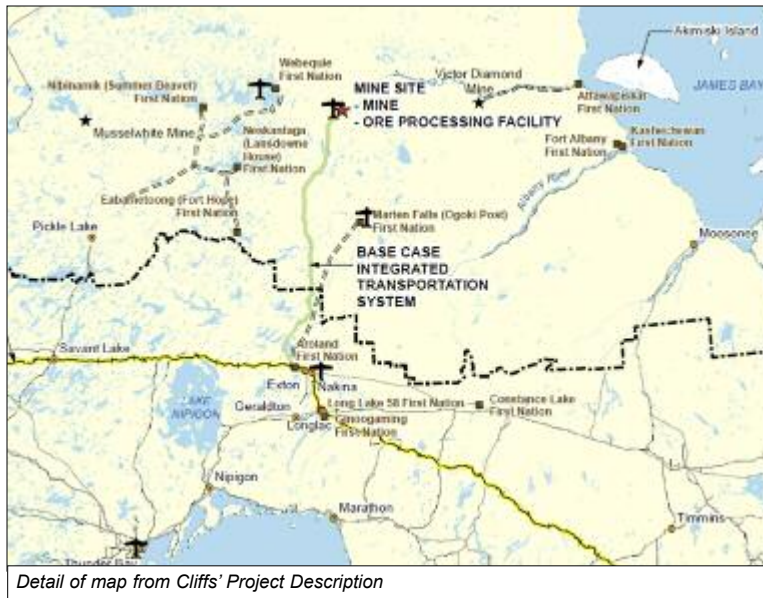 Akimiski Island
Webequie
First Nation
Nibinamik (Summer Beaver)
First Nation
Victor Diamond
Mine
JAMES BAY
MINE SITE
- MINE
- ORE PROCESSING FACILITY
Attawapiskat
First Nation
Musselwhite Mine
Neskantaga
(Lansdowne
House)
First Nation
Kashechewan
First Nation
Fort Albany
First Nation
Albany River
Eabametoong (Fort Hope)
First Nation
Marten Falls (Ogoki Post)
First Nation
Pickle Lake
Moosonee
BASE CASE
INTEGRATED
TRANSPORTATION
SYSTEM
Savant Lake
Aroland
First Nation
Exton
Nakina
LAKE
NIPIGON
Geraldton
Long Lake 58 First Nation
Constance Lake
First Nation
Longlac
Ginoogaming
First Nation
Nipigon
Marathon
Timmins
Thunder Bay
Detail of map from Cliffs' Project Description